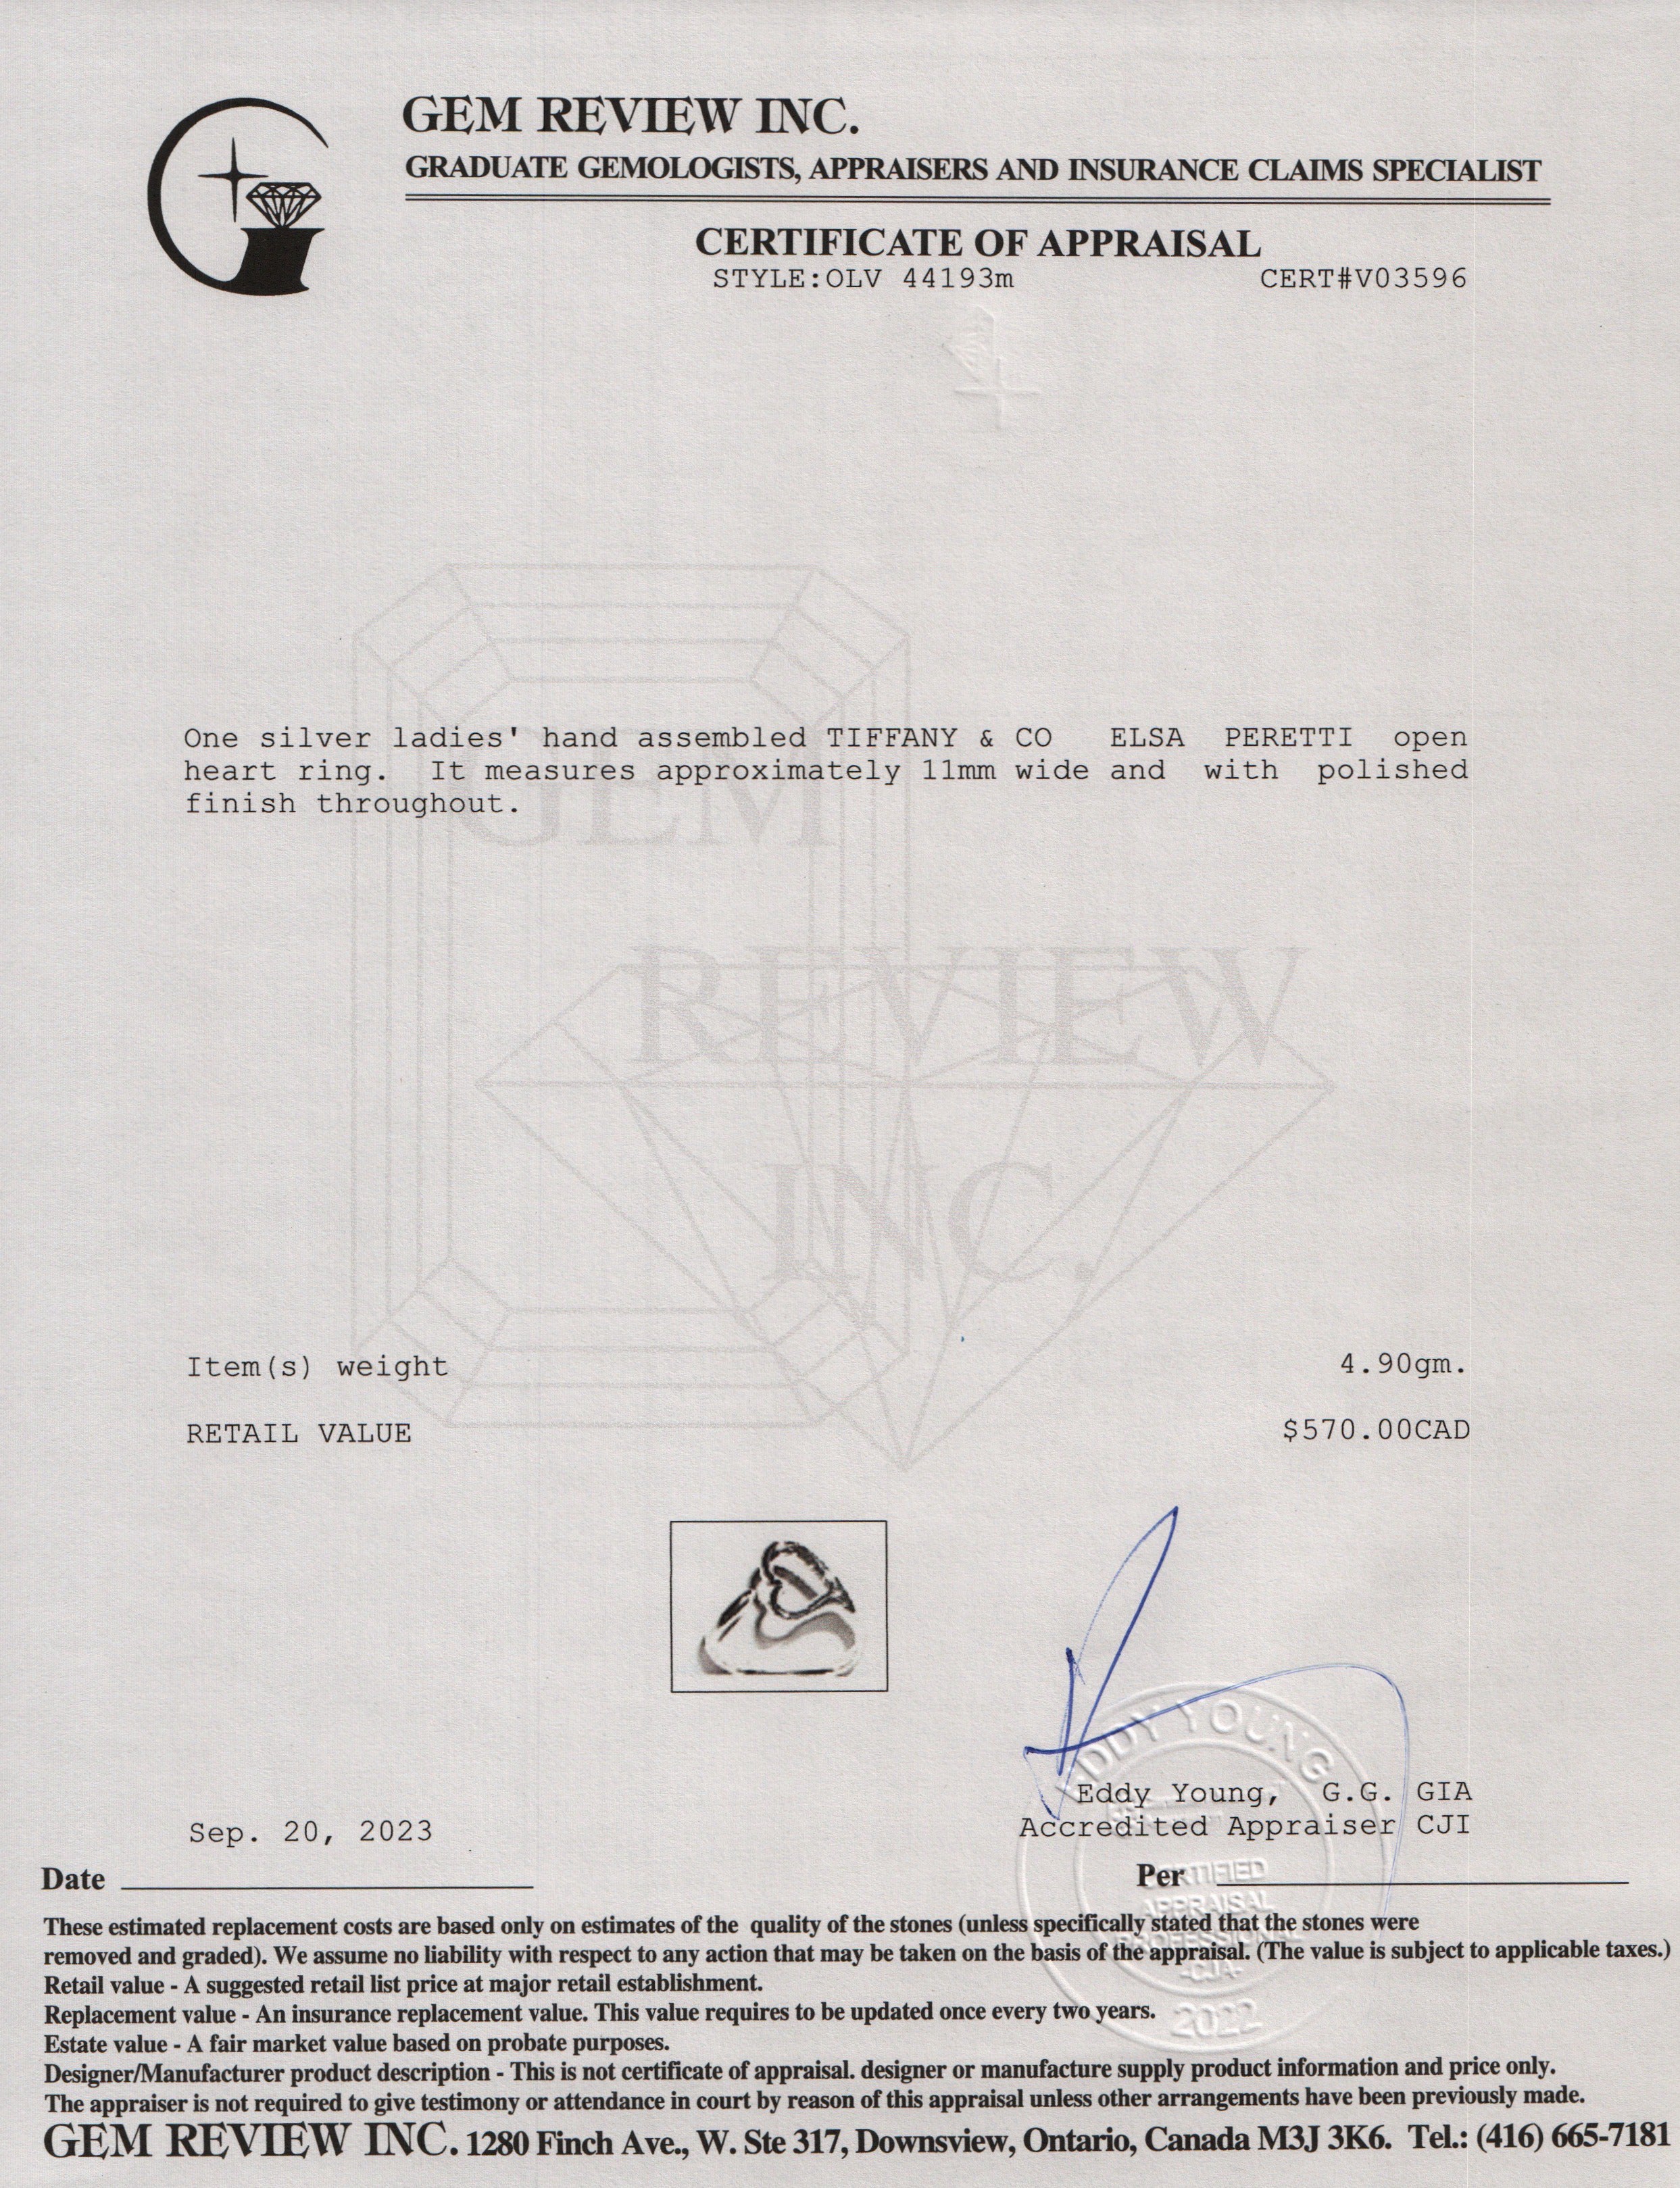 GEM REVIEW INC.
GRADUATE GEMOLOGISTS, APPRAISERS AND INSURANCE CLAIMS SPECIALIST
CERTIFICATE OF APPRAISAL
STYLE:OLV 44193m CERT#V03596
One silver ladies' hand assembled TIFFANY & CO ELSA PERETTI open
heart ring. It measures approximately 11mm wide and with polished
finish throughout.
GEM
REVIEW
INC.
Item(s) weight 4.90gm.
RETAIL VALUE $570.00CAD
EDDY YOUNG
Eddy Young, G.G. GIA
Accredited Appraiser CJI
Sep. 20, 2023
Date
Per
CERTIFIED
APPRAISAL
PROFESSIONAL
-CJA-
2022
These estimated replacement costs are based only on estimates of the quality of the stones (unless specifically stated that the stones were
removed and graded). We assume no liability with respect to any action that may be taken on the basis of the appraisal. (The value is subject to applicable taxes.)
Retail value - A suggested retail list price at major retail establishment.
Replacement value - An insurance replacement value. This value requires to be updated once every two years.
Estate value - A fair market value based on probate purposes.
Designer/Manufacturer product description - This is not certificate of appraisal. designer or manufacture supply product information and price only.
The appraiser is not required to give testimony or attendance in court by reason of this appraisal unless other arrangements have been previously made.
GEM REVIEW INC. 1280 Finch Ave., W. Ste 317, Downsview, Ontario, Canada M3J 3K6. Tel.: (416) 665-7181